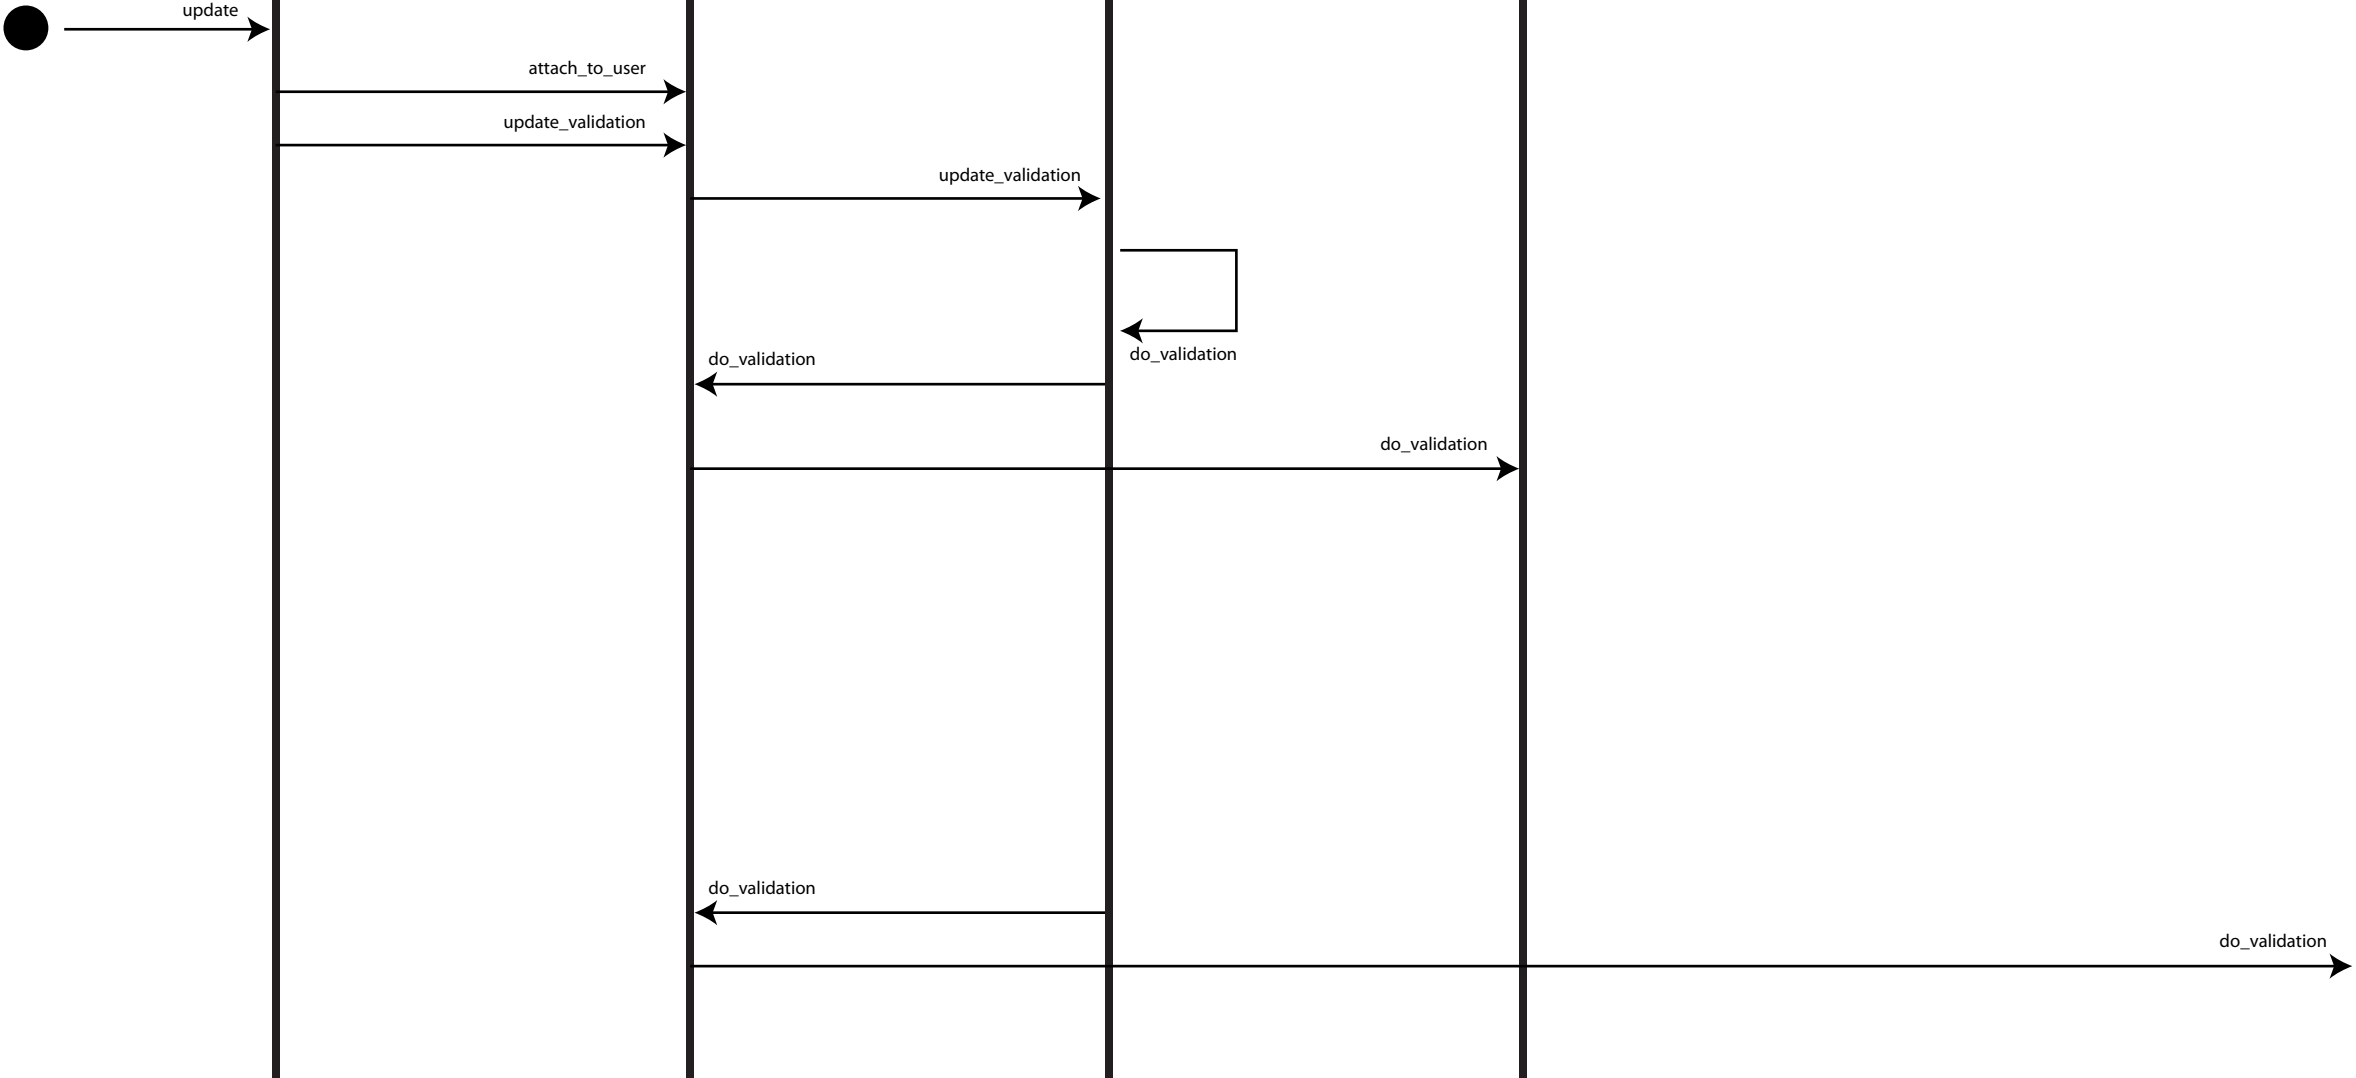 update
attach_to_user
update_validation
update_validation
do_validation
do_validation
do_validation
do_validation
do_validation